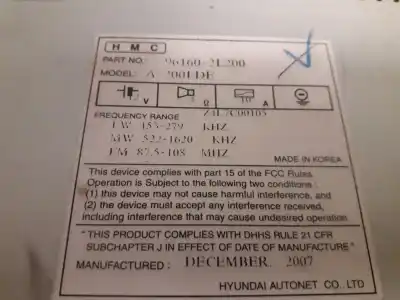 HMC
PART NO.: 96160-2L200
MODEL: A-200LDE
V Ω 10 A
FREQUENCY RANGE
LW 153-279 KHZ
MW 522-1620 KHZ
FM 87.5-108 MHZ
MADE IN KOREA
This device complies with part 15 of the FCC Rules.
Operation is Subject to the following two conditions :
(1) this device may not cause harmful interference, and
(2) the device must accept any interference received,
including interference that may cause undesired operation.
"THIS PRODUCT COMPLIES WITH DHHS RULE 21 CFR
SUBCHAPTER J IN EFFECT OF DATE OF MANUFACTURE"
MANUFACTURED : DECEMBER. 2007
HYUNDAI AUTONET CO. LTD